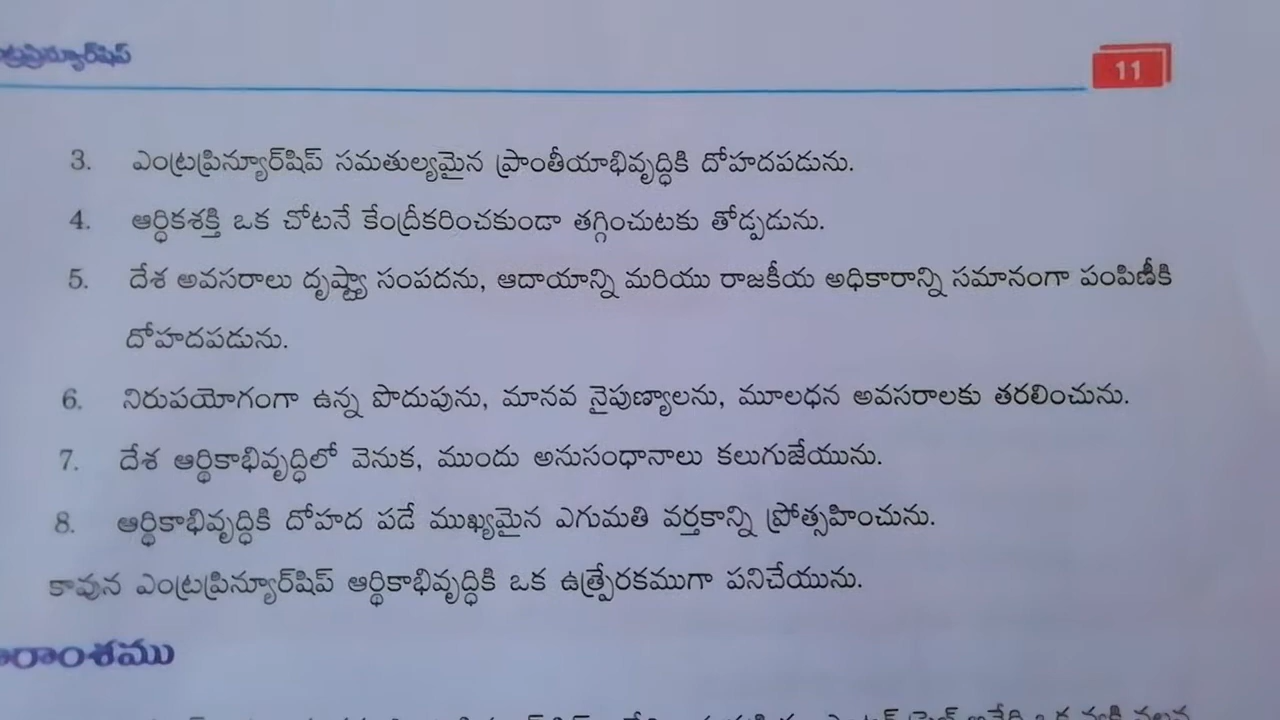 11
3. ఎంట్రప్రిన్యూర్‌షిప్ సమతుల్యమైన ప్రాంతీయాభివృద్ధికి దోహదపడును.
4. ఆర్థికశక్తి ఒక చోటనే కేంద్రీకరించకుండా తగ్గించుటకు తోడ్పడును.
5. దేశ అవసరాలు దృష్ట్యా సంపదను, ఆదాయాన్ని మరియు రాజకీయ అధికారాన్ని సమానంగా పంపిణీకి
దోహదపడును.
6. నిరుపయోగంగా ఉన్న పొదుపును, మానవ నైపుణ్యాలను, మూలధన అవసరాలకు తరలించును.
7. దేశ ఆర్థికాభివృద్ధిలో వెనుక, ముందు అనుసంధానాలు కలుగుజేయును.
8. ఆర్థికాభివృద్ధికి దోహద పడే ముఖ్యమైన ఎగుమతి వర్తకాన్ని ప్రోత్సహించును.
కావున ఎంట్రప్రిన్యూర్‌షిప్ ఆర్థికాభివృద్ధికి ఒక ఉత్ప్రేరకముగా పనిచేయును.